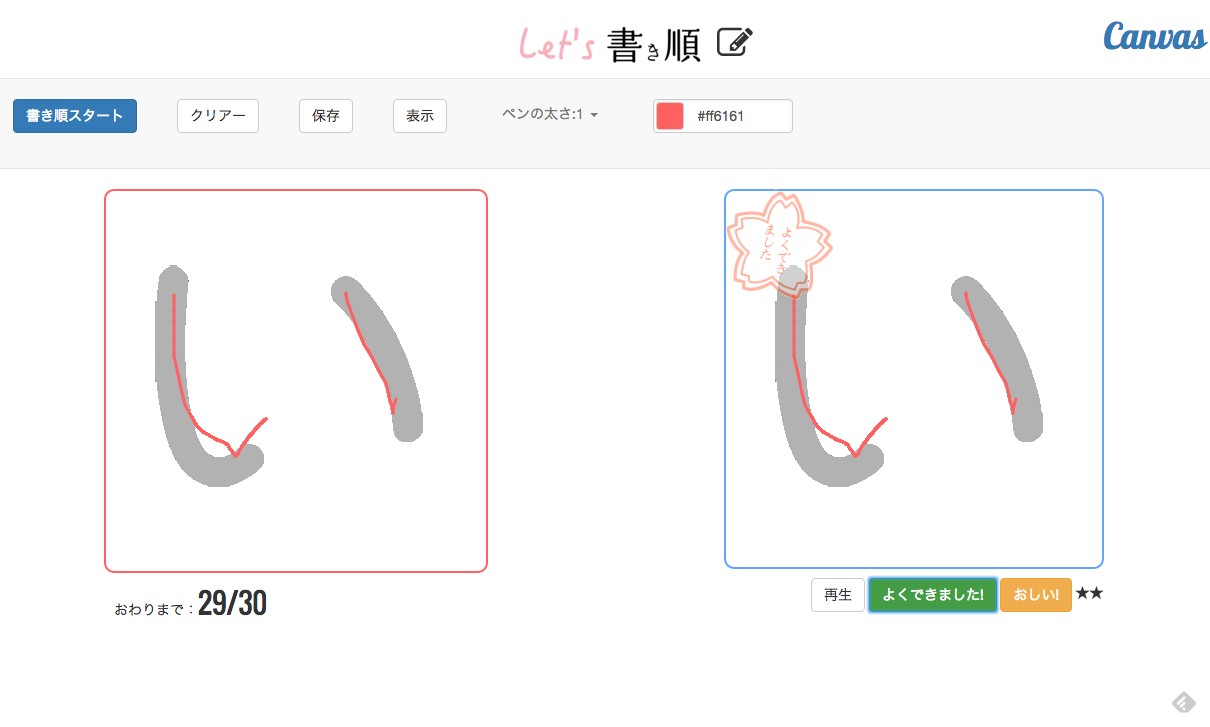 Let's 書き順
Canvas
書き順スタート
クリアー
保存
表示
ペンの太さ:1
#ff6161
い
い
よくでき
ました
おわりまで：29/30
再生
よくできました!
おしい!
★★